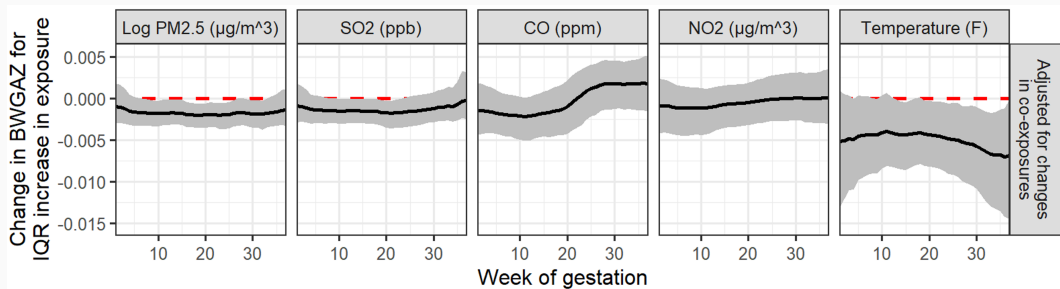 Log PM2.5 (µg/m^3) SO2 (ppb) CO (ppm) NO2 (µg/m^3) Temperature (F)
Change in BWGAZ for
IQR increase in exposure
0.005
0.000
-0.005
-0.010
-0.015
Adjusted for changes
in co-exposures
10 20 30 10 20 30 10 20 30 10 20 30 10 20 30
Week of gestation